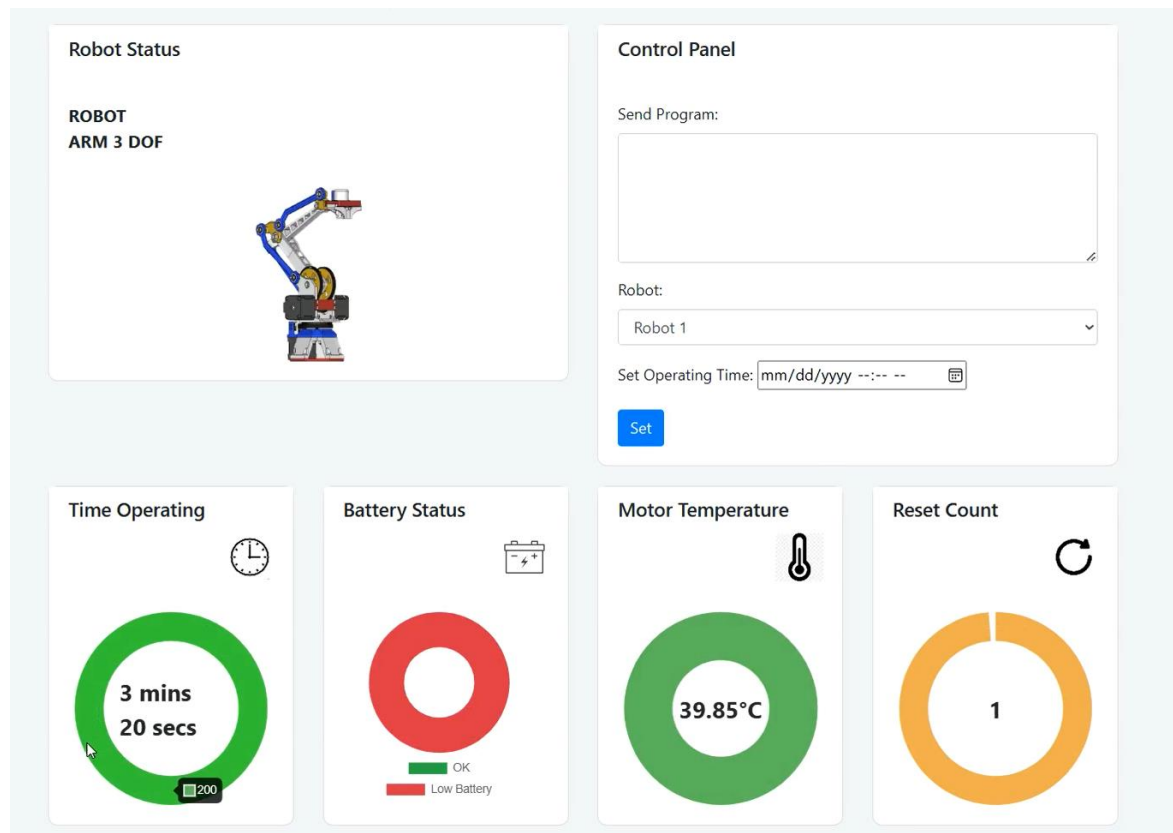 Robot Status
ROBOT
ARM 3 DOF
Control Panel
Send Program:
Robot:
Robot 1
Set Operating Time: mm/dd/yyyy --:-- --
Set
Time Operating
3 mins
20 secs
200
Battery Status
OK
Low Battery
Motor Temperature
39.85°C
Reset Count
1